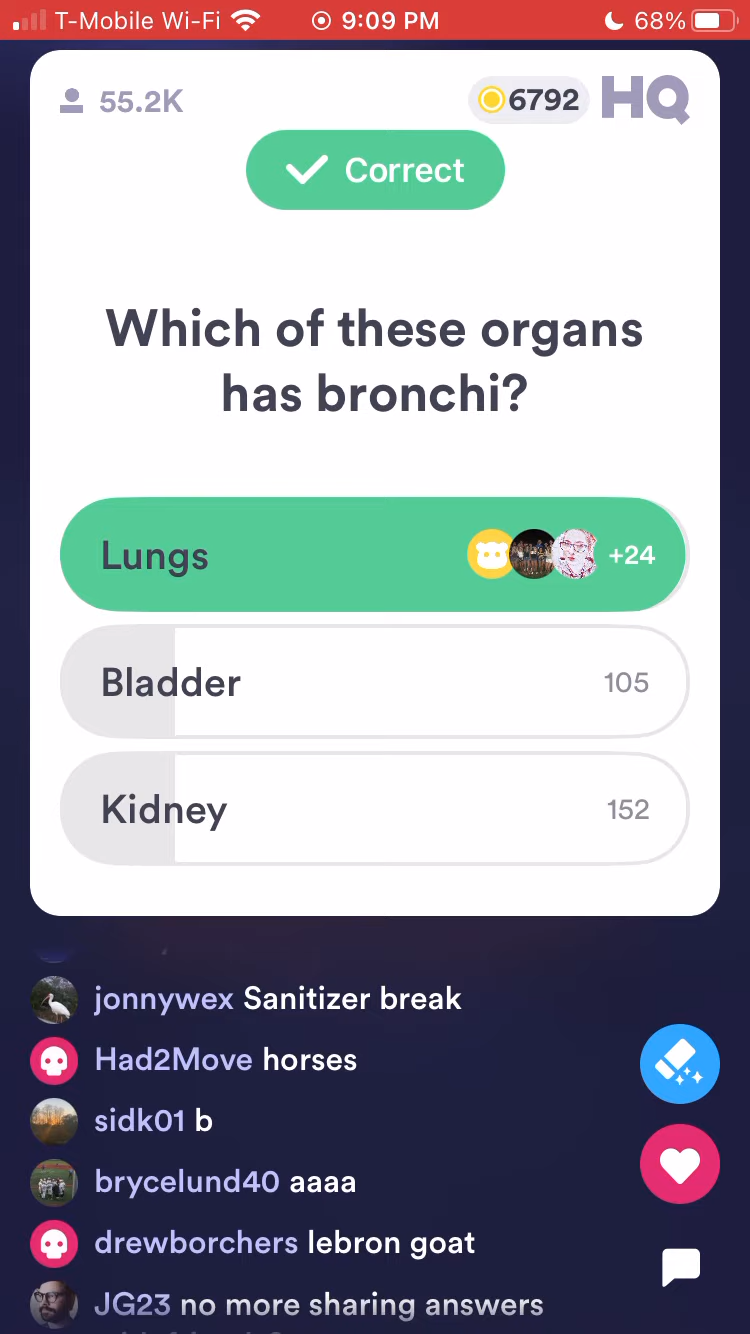 T-Mobile Wi-Fi 9:09 PM 68%
55.2K 6792 HQ
Correct
Which of these organs
has bronchi?
Lungs +24
Bladder 105
Kidney 152
jonnywex Sanitizer break
Had2Move horses
sidk01 b
brycelund40 aaaa
drewborchers lebron goat
JG23 no more sharing answers